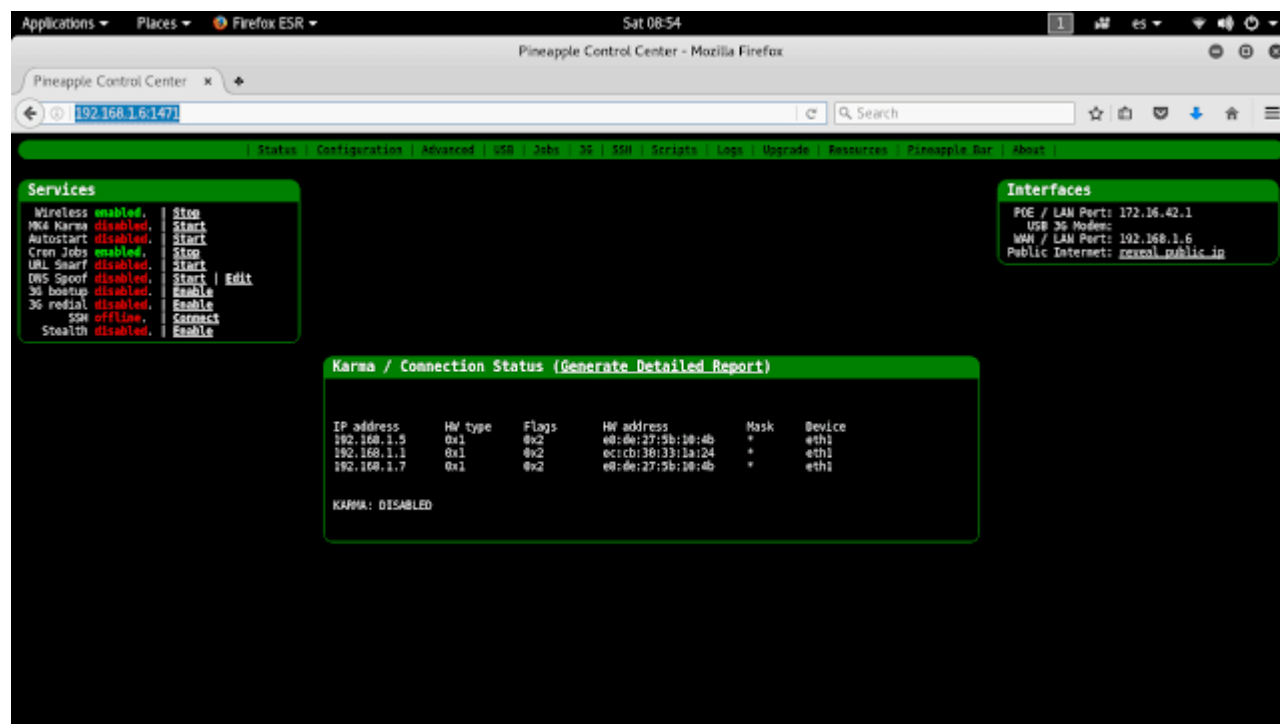 Applications Places Firefox ESR Sat 08:54 1 es
Pineapple Control Center - Mozilla Firefox
Pineapple Control Center
192.168.1.6:1471 Search
| Status | Configuration | Advanced | USB | Jobs | 3G | SSH | Scripts | Logs | Upgrade | Resources | Pineapple Bar | About |
Services
Wireless enabled. | Stop
MK4 Karma disabled. | Start
Autostart disabled. | Start
Cron Jobs enabled. | Stop
URL Snarf disabled. | Start
DNS Spoof disabled. | Start | Edit
3G bootup disabled. | Enable
3G redial disabled. | Enable
SSH offline. | Connect
Stealth disabled. | Enable
Interfaces
POE / LAN Port: 172.16.42.1
USB 3G Modem:
WAN / LAN Port: 192.168.1.6
Public Internet: reveal public ip
Karma / Connection Status (Generate Detailed Report)
IP address HW type Flags HW address Mask Device
192.168.1.5 0x1 0x2 e8:de:27:5b:10:4b * eth1
192.168.1.1 0x1 0x2 ec:cb:30:33:1a:24 * eth1
192.168.1.7 0x1 0x2 e8:de:27:5b:10:4b * eth1
KARMA: DISABLED